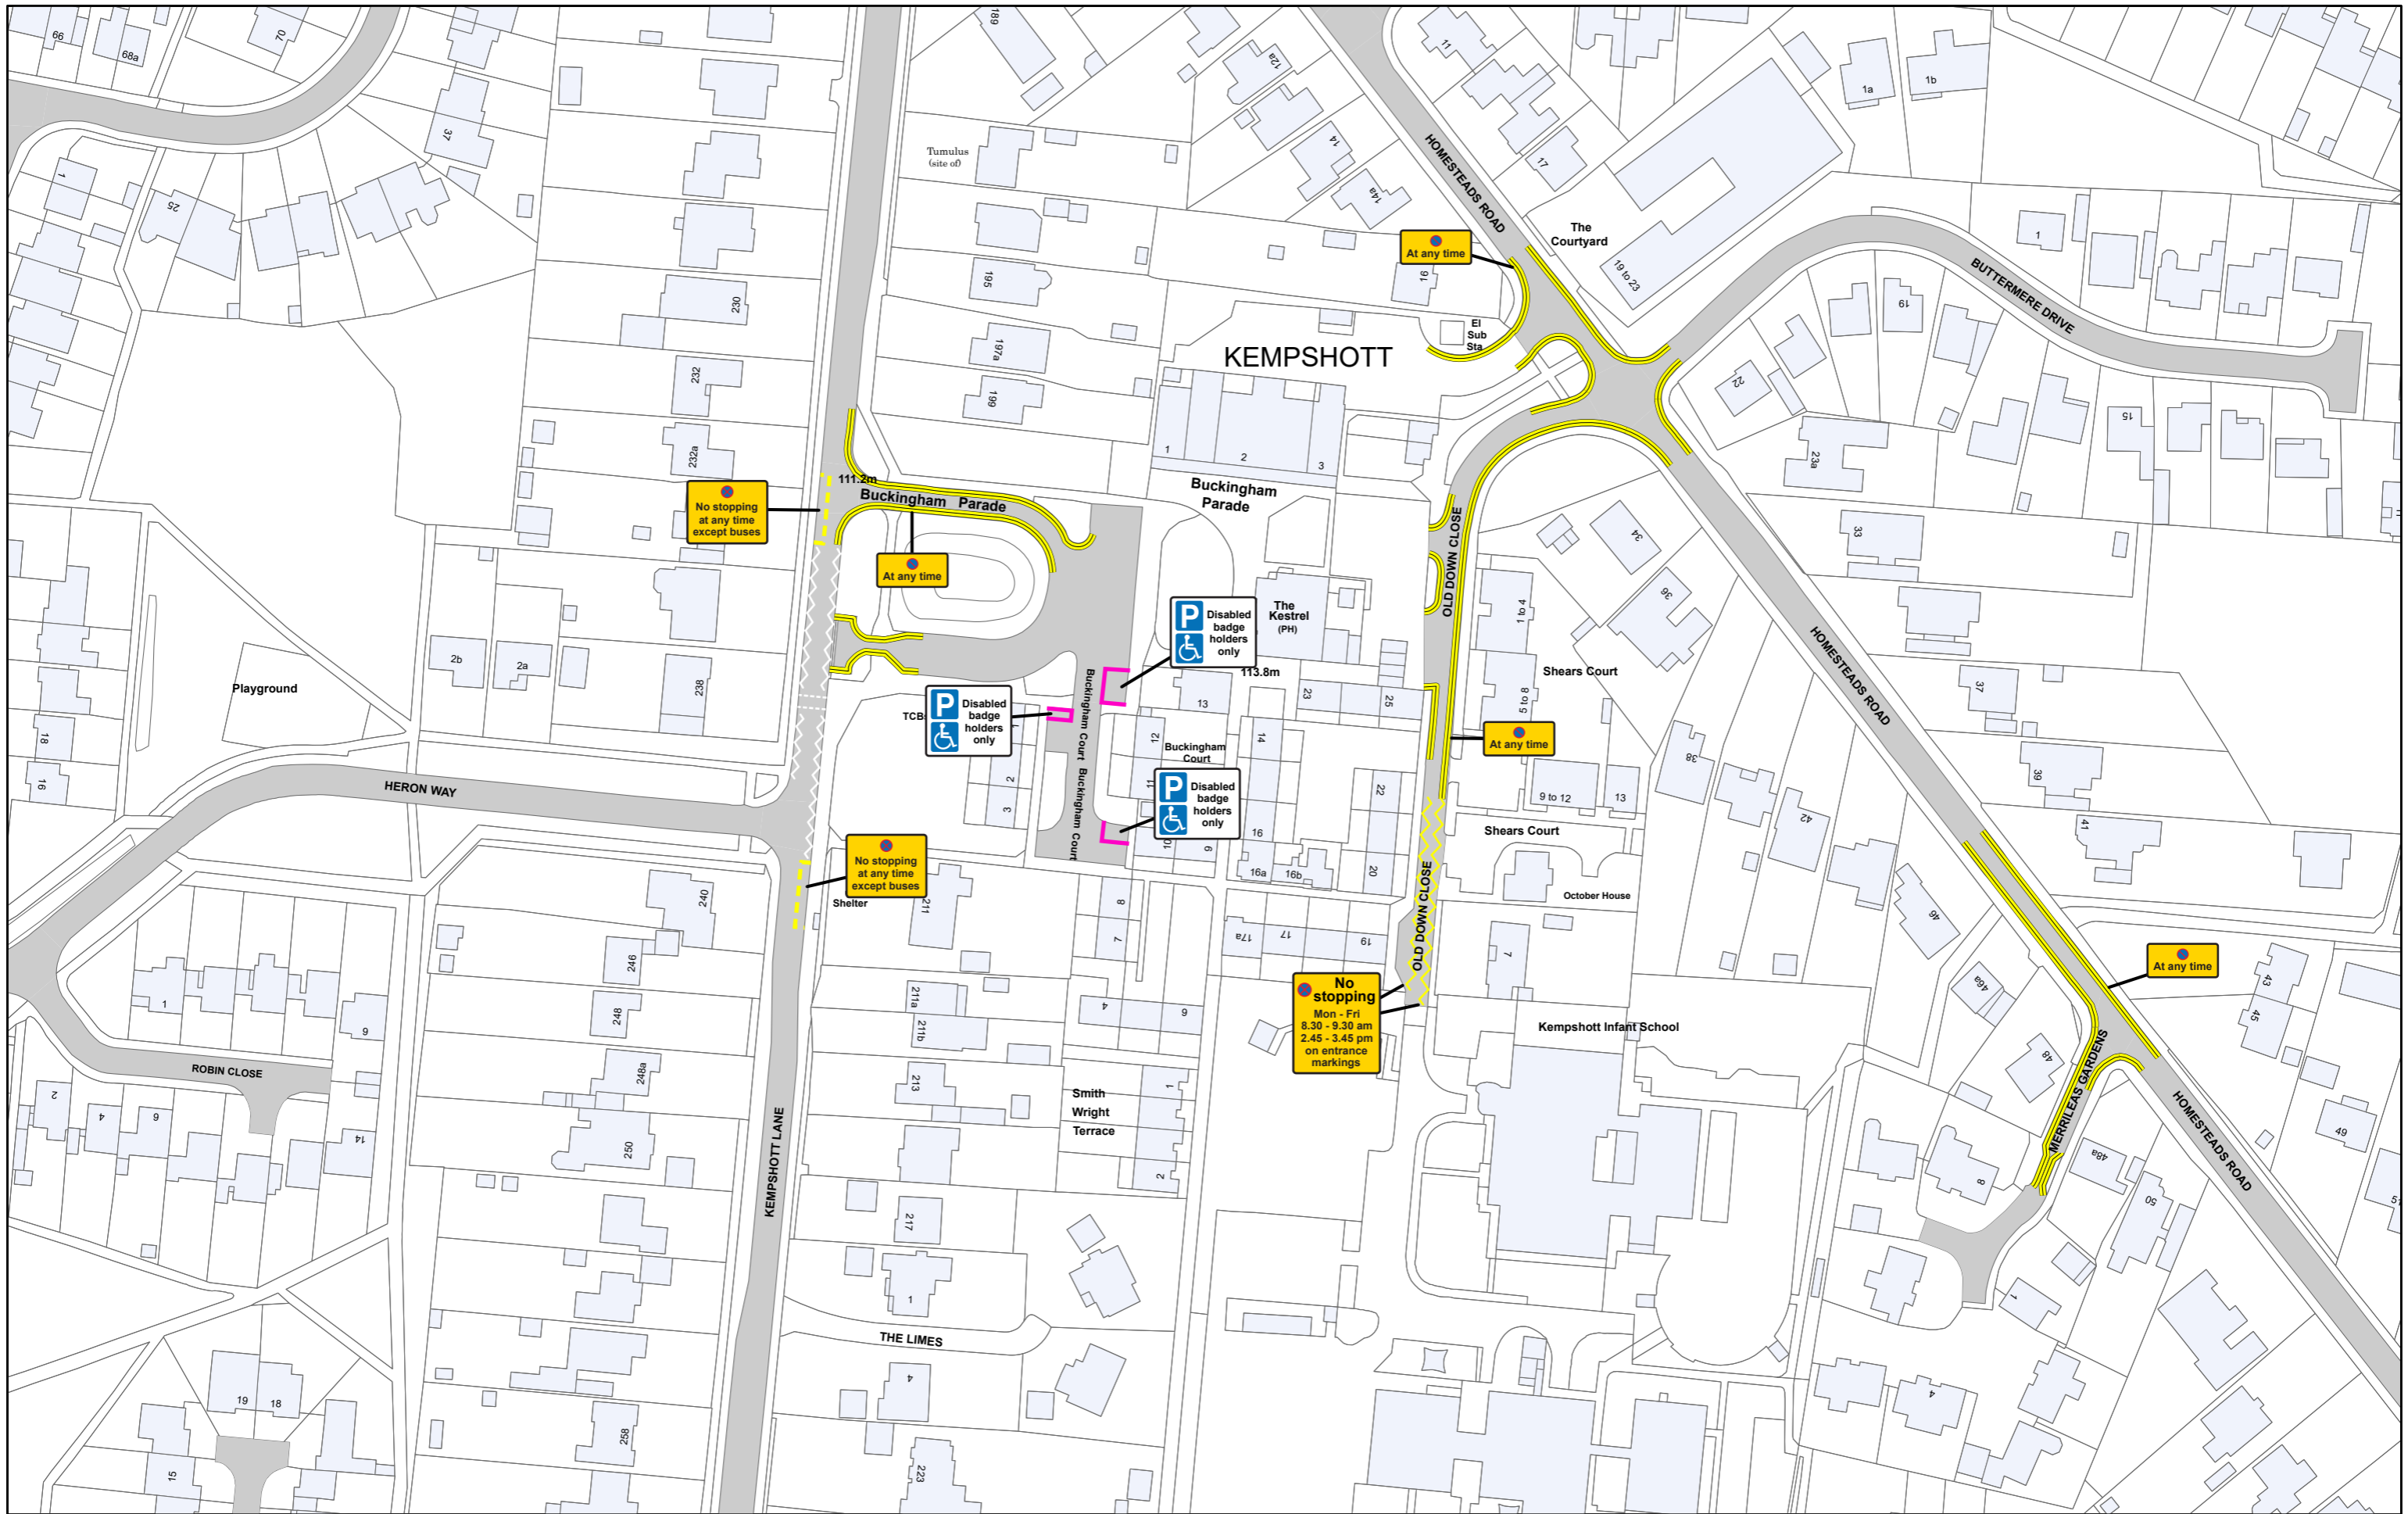 66
68a
70
189
12a
11
1a
1b
37
14
17
HOMESTEADS ROAD
Tumulus
(site of)
1
25
14a
The
Courtyard
19 to 23
1
BUTTERMERE DRIVE
At any time
16
195
230
El
Sub
Sta
19
197a
KEMPSHOTT
232
199
22
1
2
3
15
232a
23a
111.2m
Buckingham Parade
Buckingham
Parade
No stopping
at any time
except buses
At any time
OLD DOWN CLOSE
34
33
36
1 to 4
The
Kestrel
(PH)
P
Disabled
badge
holders
only
113.8m
2b
2a
238
Playground
Shears Court
5 to 8
HOMESTEADS ROAD
37
13
23
25
P
Disabled
badge
holders
only
TCBs
1
Buckingham Court
Buckingham Court
12
Buckingham
Court
14
At any time
18
38
39
16
HERON WAY
2
3
11
P
Disabled
badge
holders
only
22
9 to 12
13
42
41
10
9
16
16a
16b
20
Shears Court
No stopping
at any time
except buses
Shelter
211
240
OLD DOWN CLOSE
October House
46
8
7
17a
17
19
7
246
1
At any time
43
46a
45
211a
4
6
No
stopping
Mon - Fri
8.30 - 9.30 am
2.45 - 3.45 pm
on entrance
markings
248
211b
Kempshott Infant School
6
48
MERRILEAS GARDENS
ROBIN CLOSE
248a
213
2
4
6
14
Smith
Wright
Terrace
1
2
HOMESTEADS ROAD
49
48a
250
KEMPSHOTT LANE
8
50
51
217
1
1
THE LIMES
4
4
19
18
258
15
223